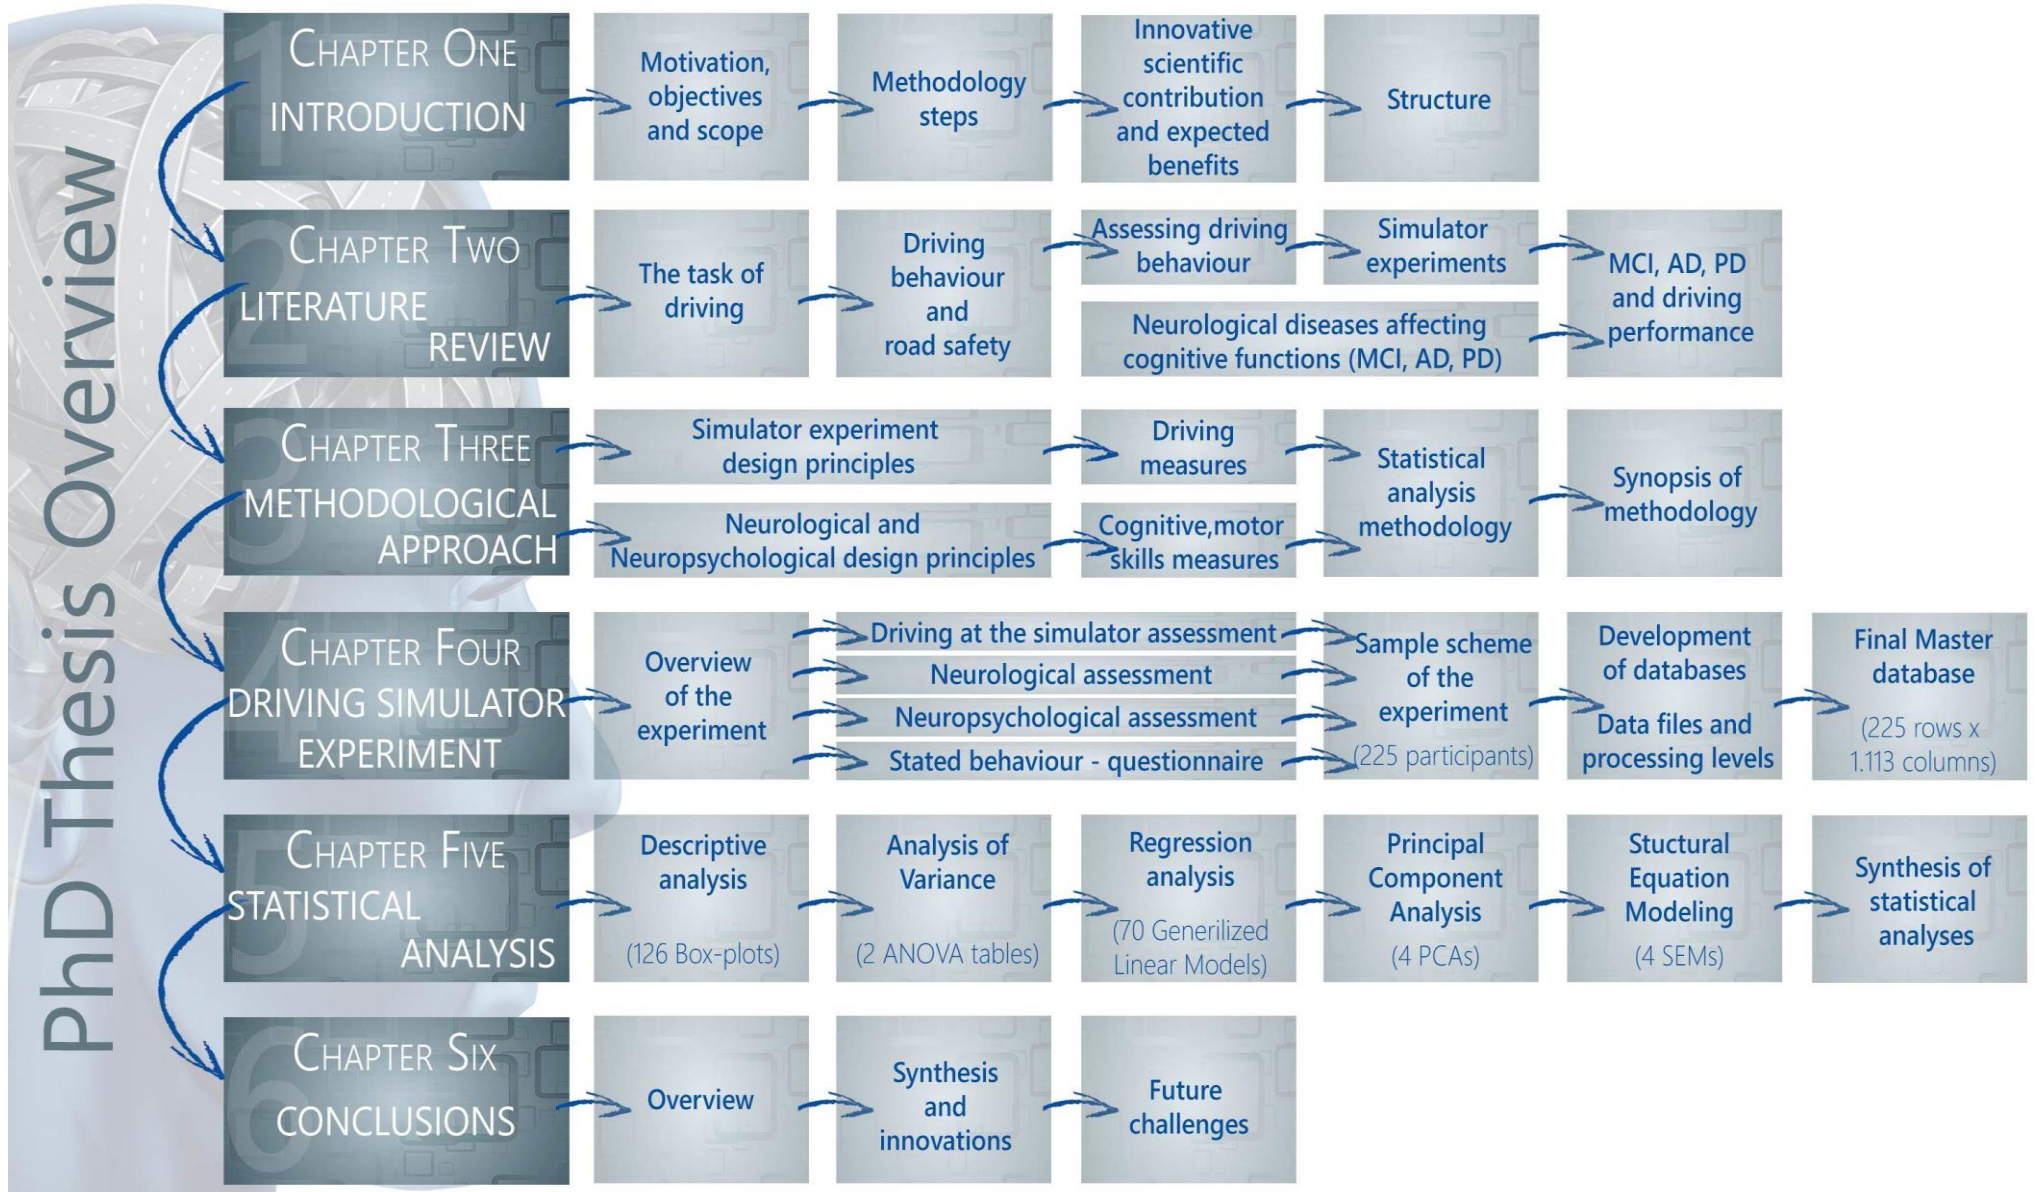 PhD Thesis Overview
CHAPTER ONE
INTRODUCTION
Motivation,
objectives
and scope
Methodology
steps
Innovative
scientific
contribution
and expected
benefits
Structure
CHAPTER TWO
LITERATURE
REVIEW
The task of
driving
Driving
behaviour
and
road safety
Assessing driving
behaviour
Simulator
experiments
Neurological diseases affecting
cognitive functions (MCI, AD, PD)
MCI, AD, PD
and driving
performance
CHAPTER THREE
METHODOLOGICAL
APPROACH
Simulator experiment
design principles
Driving
measures
Neurological and
Neuropsychological design principles
Cognitive,motor
skills measures
Statistical
analysis
methodology
Synopsis of
methodology
CHAPTER FOUR
DRIVING SIMULATOR
EXPERIMENT
Overview
of the
experiment
Driving at the simulator assessment
Neurological assessment
Neuropsychological assessment
Stated behaviour - questionnaire
Sample scheme
of the
experiment
(225 participants)
Development
of databases
Data files and
processing levels
Final Master
database
(225 rows x
1.113 columns)
CHAPTER FIVE
STATISTICAL
ANALYSIS
Descriptive
analysis
(126 Box-plots)
Analysis of
Variance
(2 ANOVA tables)
Regression
analysis
(70 Generilized
Linear Models)
Principal
Component
Analysis
(4 PCAs)
Stuctural
Equation
Modeling
(4 SEMs)
Synthesis of
statistical
analyses
CHAPTER SIX
CONCLUSIONS
Overview
Synthesis
and
innovations
Future
challenges
1
2
3
4
5
6